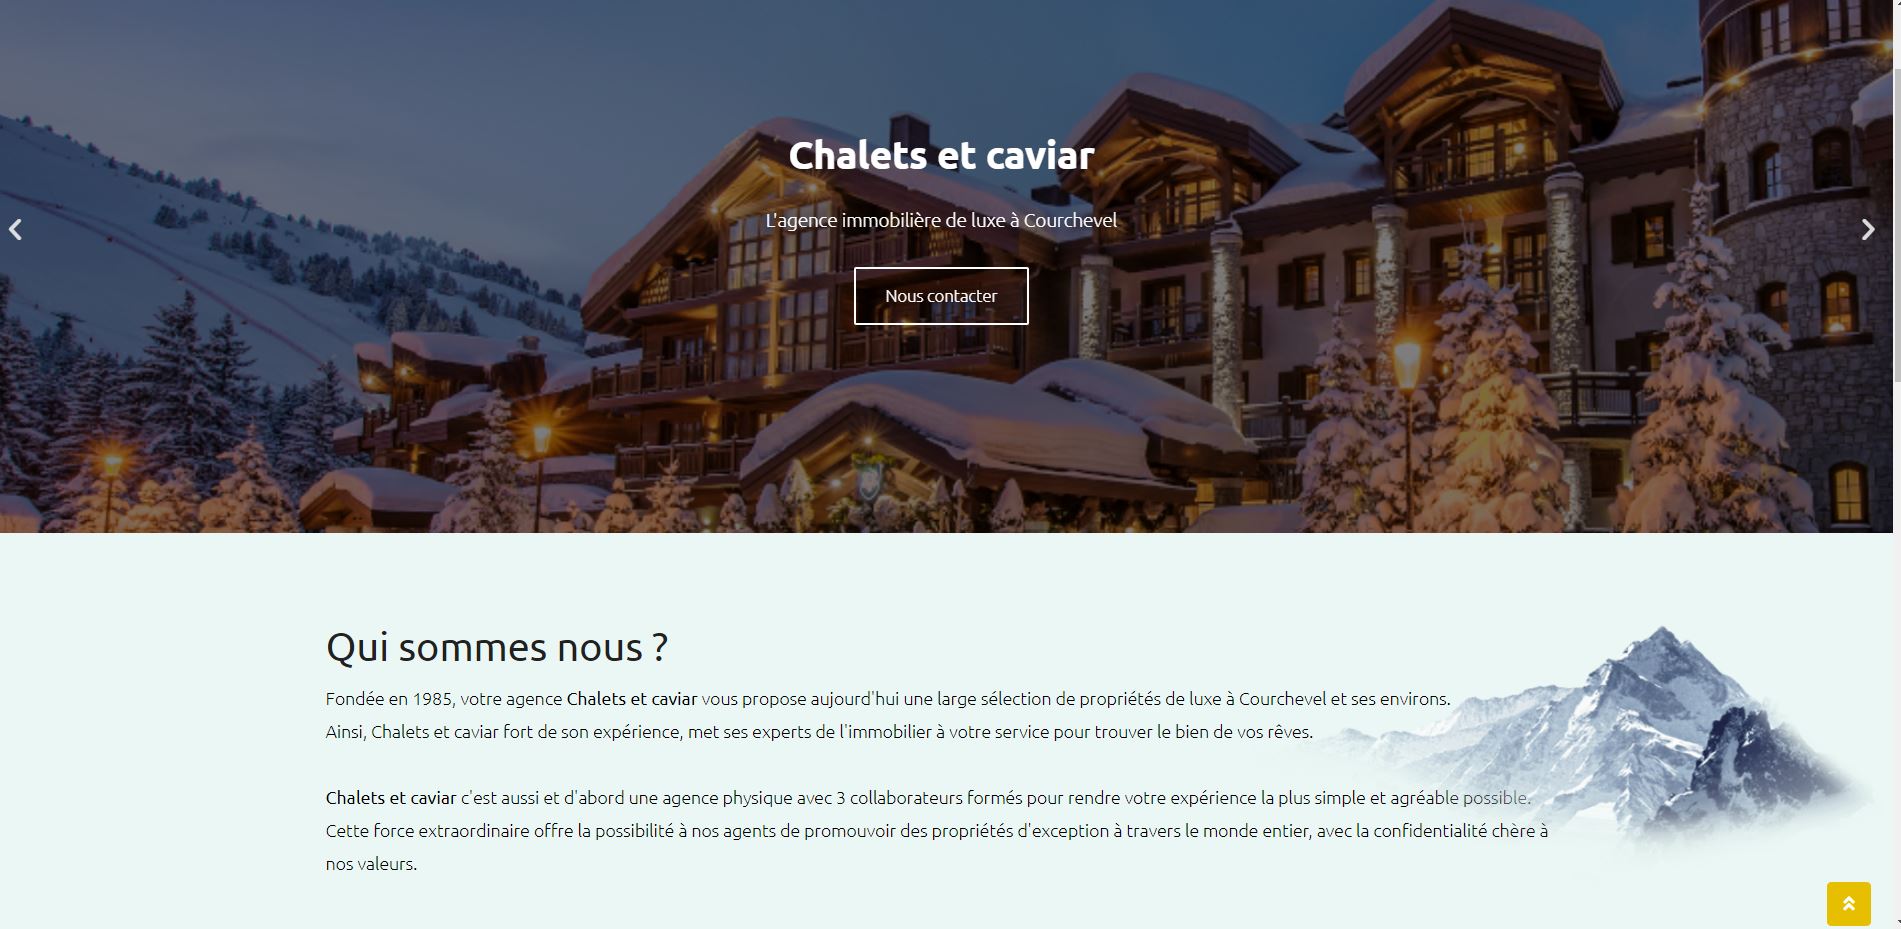 Chalets et caviar
L'agence immobilière de luxe à Courchevel
Nous contacter
Qui sommes nous ?
Fondée en 1985, votre agence Chalets et caviar vous propose aujourd'hui une large sélection de propriétés de luxe à Courchevel et ses environs.
Ainsi, Chalets et caviar fort de son expérience, met ses experts de l'immobilier à votre service pour trouver le bien de vos rêves.
Chalets et caviar c'est aussi et d'abord une agence physique avec 3 collaborateurs formés pour rendre votre expérience la plus simple et agréable possible.
Cette force extraordinaire offre la possibilité à nos agents de promouvoir des propriétés d'exception à travers le monde entier, avec la confidentialité chère à
nos valeurs.